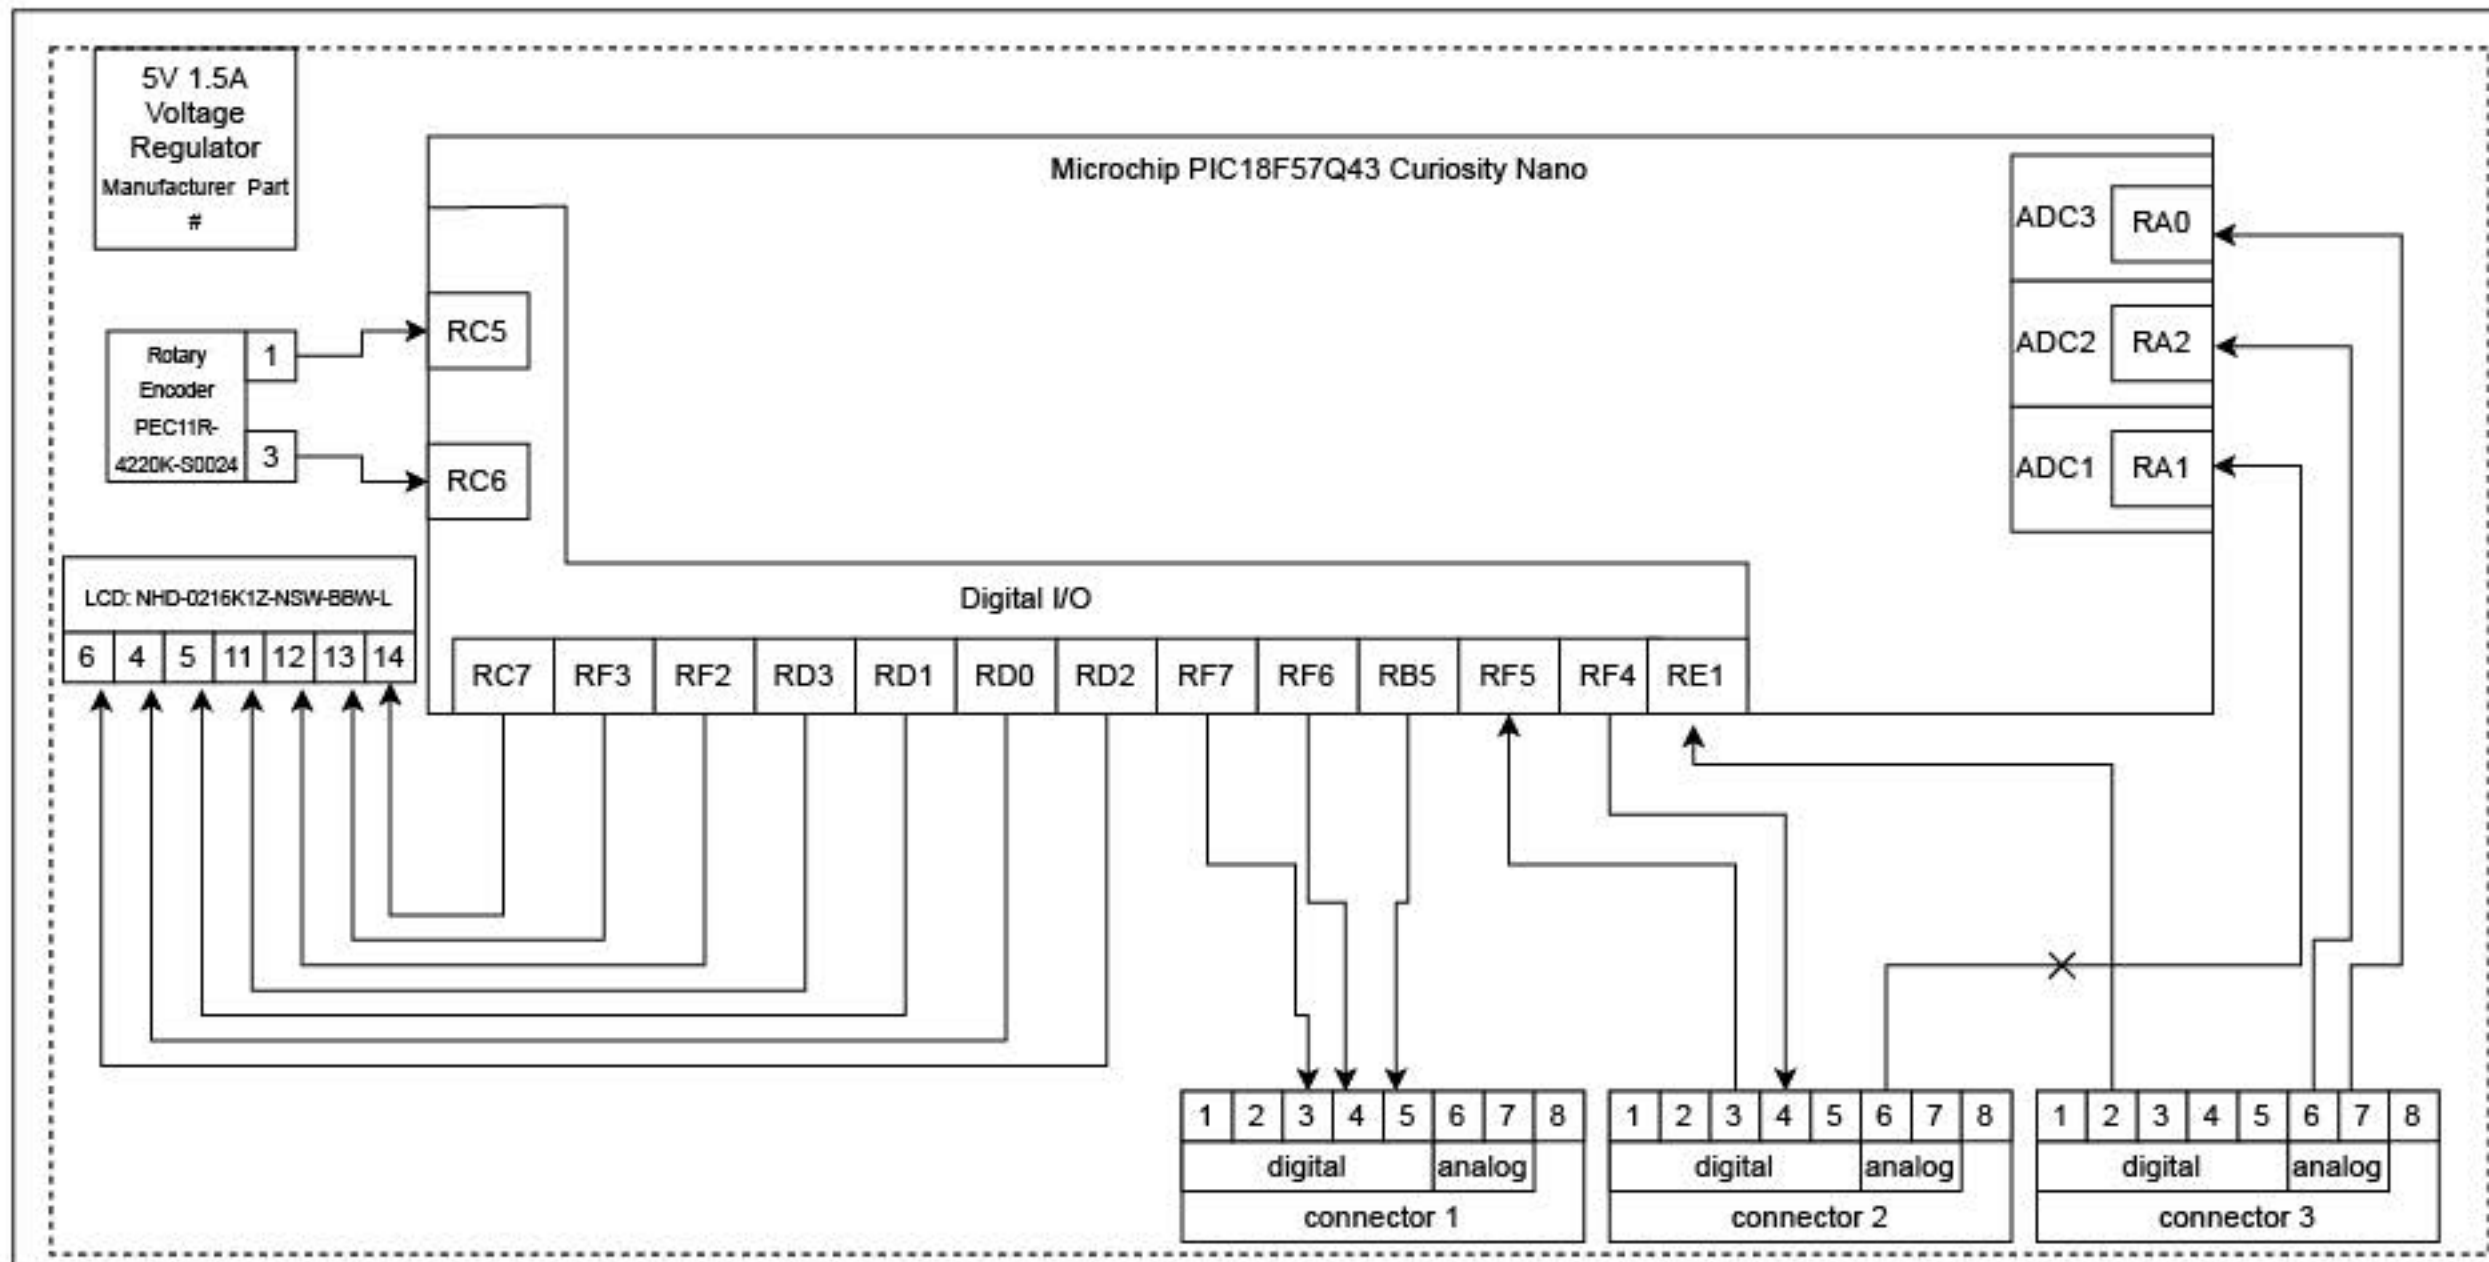 5V 1.5A
Voltage
Regulator
Manufacturer Part
#
Microchip PIC18F57Q43 Curiosity Nano
ADC3 RA0
ADC2 RA2
ADC1 RA1
RC5
RC6
Rotary
Encoder
PEC11R-
4220K-S0024
1
3
LCD: NHD-0216K1Z-NSW-BBW-L
6 4 5 11 12 13 14
Digital I/O
RC7 RF3 RF2 RD3 RD1 RD0 RD2 RF7 RF6 RB5 RF5 RF4 RE1
1 2 3 4 5 6 7 8
digital analog
connector 1
1 2 3 4 5 6 7 8
digital analog
connector 2
1 2 3 4 5 6 7 8
digital analog
connector 3